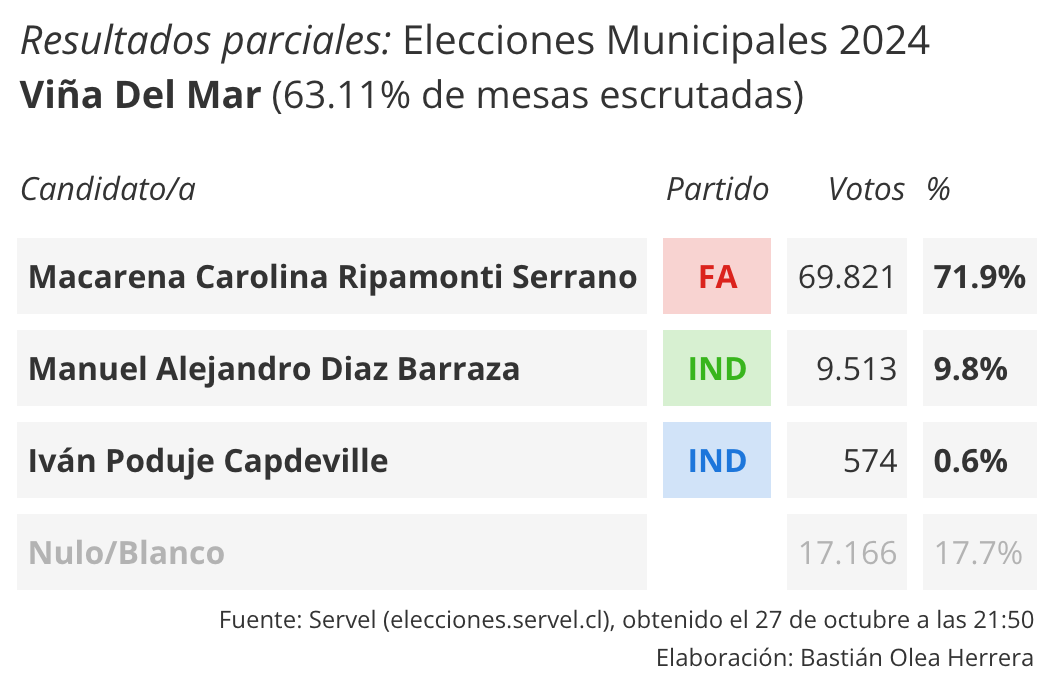 Resultados parciales: Elecciones Municipales 2024
Viña Del Mar (63.11% de mesas escrutadas)
Candidato/a Partido Votos %
Macarena Carolina Ripamonti Serrano FA 69.821 71.9%
Manuel Alejandro Diaz Barraza IND 9.513 9.8%
Iván Poduje Capdeville IND 574 0.6%
Nulo/Blanco 17.166 17.7%
Fuente: Servel (elecciones.servel.cl), obtenido el 27 de octubre a las 21:50
Elaboración: Bastián Olea Herrera